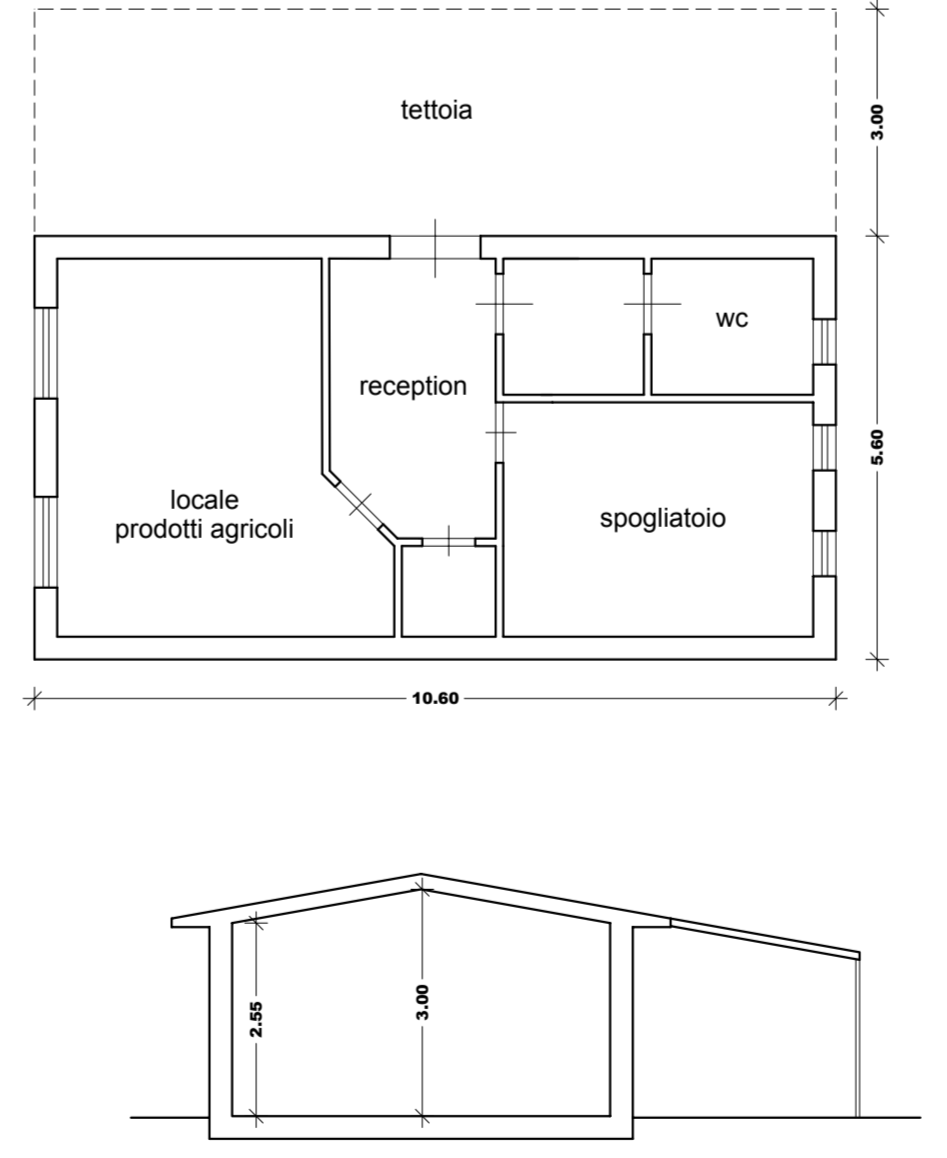 tettoia
3.00
wc
reception
5.60
locale
prodotti agricoli
spogliatoio
10.60
2.55
3.00